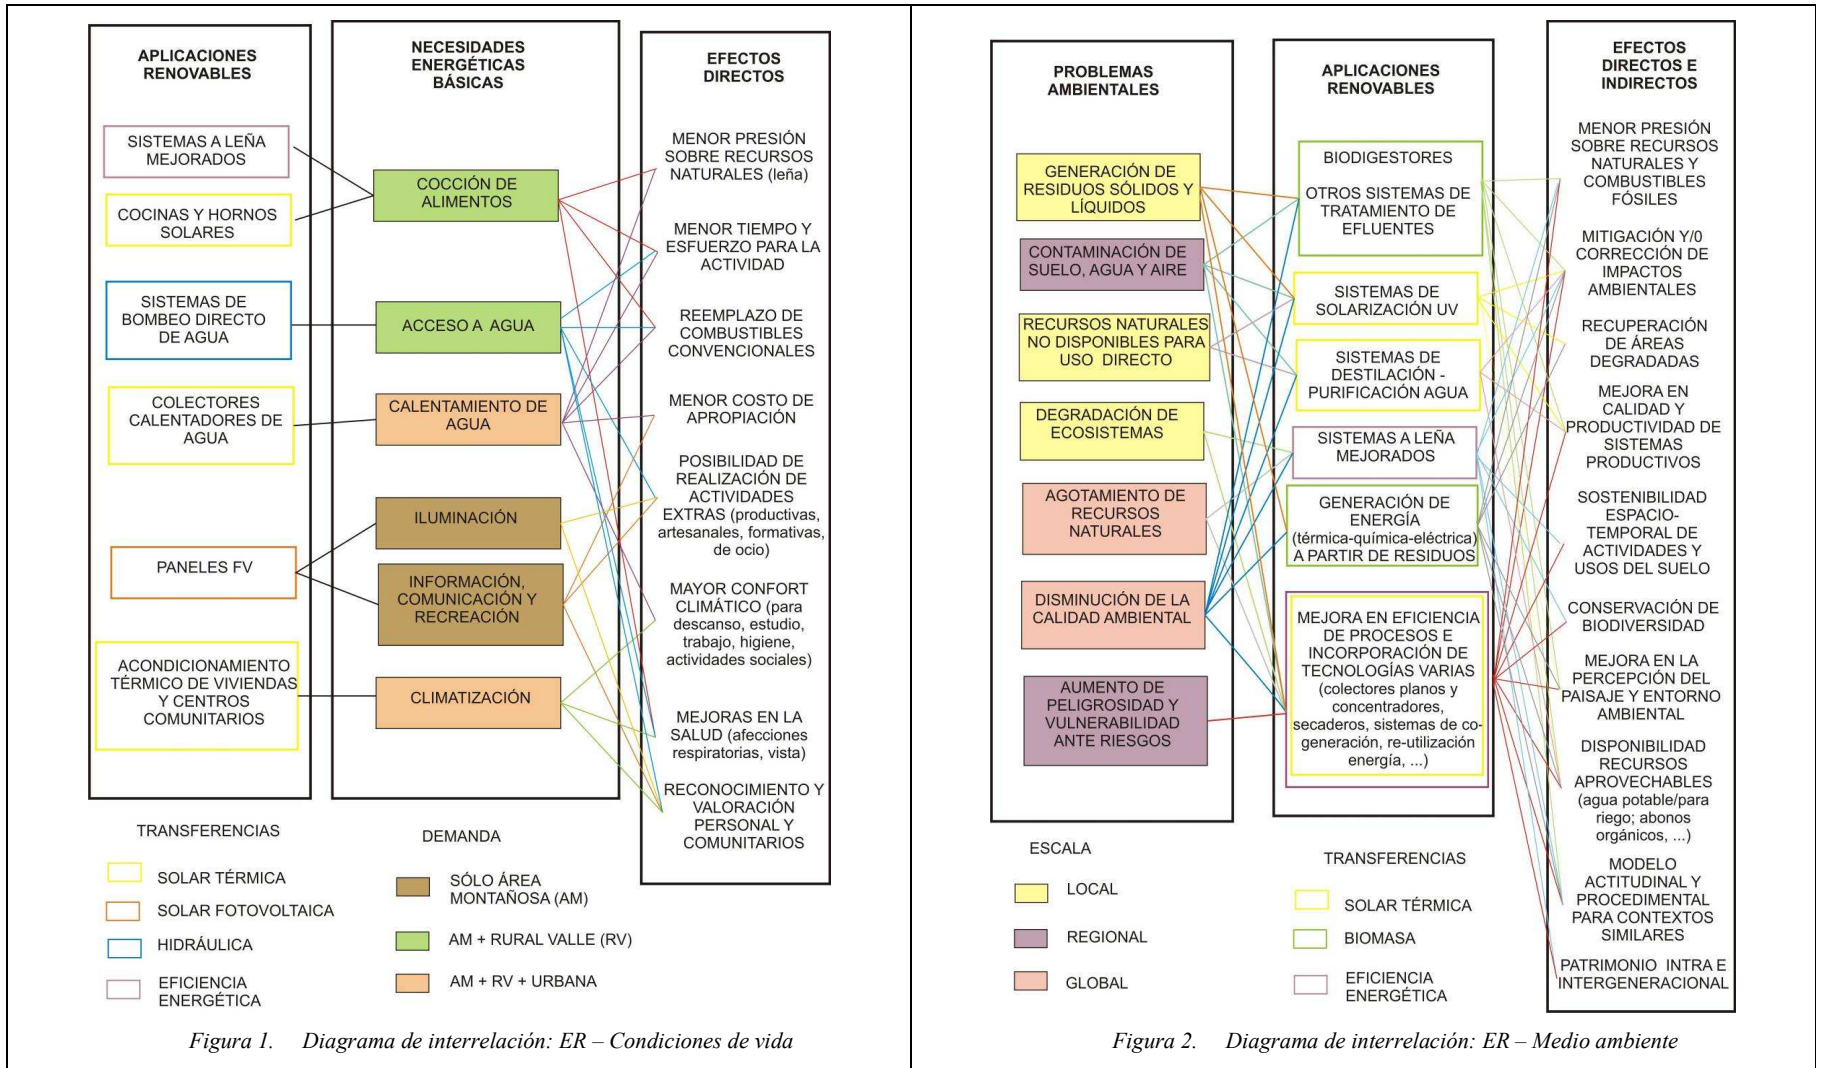 APLICACIONES
RENOVABLES
SISTEMAS A LEÑA
MEJORADOS
COCINAS Y HORNOS
SOLARES
SISTEMAS DE
BOMBEO DIRECTO
DE AGUA
COLECTORES
CALENTADORES DE
AGUA
PANELES FV
ACONDICIONAMIENTO
TÉRMICO DE VIVIENDAS
Y CENTROS
COMUNITARIOS
NECESIDADES
ENERGÉTICAS
BÁSICAS
COCCIÓN DE
ALIMENTOS
ACCESO A AGUA
CALENTAMIENTO DE
AGUA
ILUMINACIÓN
INFORMACIÓN,
COMUNICACIÓN Y
RECREACIÓN
CLIMATIZACIÓN
EFECTOS
DIRECTOS
MENOR PRESIÓN
SOBRE RECURSOS
NATURALES (leña)
MENOR TIEMPO Y
ESFUERZO PARA LA
ACTIVIDAD
REEMPLAZO DE
COMBUSTIBLES
CONVENCIONALES
MENOR COSTO DE
APROPIACIÓN
POSIBILIDAD DE
REALIZACIÓN DE
ACTIVIDADES
EXTRAS (productivas,
artesanales, formativas,
de ocio)
MAYOR CONFORT
CLIMÁTICO (para
descanso, estudio,
trabajo, higiene,
actividades sociales)
MEJORAS EN LA
SALUD (afecciones
respiratorias, vista)
RECONOCIMIENTO Y
VALORACIÓN
PERSONAL Y
COMUNITARIOS
TRANSFERENCIAS
SOLAR TÉRMICA
SOLAR FOTOVOLTAICA
HIDRÁULICA
EFICIENCIA
ENERGÉTICA
DEMANDA
SÓLO ÁREA
MONTAÑOSA (AM)
AM + RURAL VALLE (RV)
AM + RV + URBANA
Figura 1. Diagrama de interrelación: ER – Condiciones de vida
PROBLEMAS
AMBIENTALES
GENERACIÓN DE
RESIDUOS SÓLIDOS Y
LÍQUIDOS
CONTAMINACIÓN DE
SUELO, AGUA Y AIRE
RECURSOS NATURALES
NO DISPONIBLES PARA
USO DIRECTO
DEGRADACIÓN DE
ECOSISTEMAS
AGOTAMIENTO DE
RECURSOS
NATURALES
DISMINUCIÓN DE LA
CALIDAD AMBIENTAL
AUMENTO DE
PELIGROSIDAD Y
VULNERABILIDAD
ANTE RIESGOS
APLICACIONES
RENOVABLES
BIODIGESTORES
OTROS SISTEMAS DE
TRATAMIENTO DE
EFLUENTES
SISTEMAS DE
SOLARIZACIÓN UV
SISTEMAS DE
DESTILACIÓN -
PURIFICACIÓN AGUA
SISTEMAS A LEÑA
MEJORADOS
GENERACIÓN DE
ENERGÍA
(térmica-química-eléctrica)
A PARTIR DE RESIDUOS
MEJORA EN EFICIENCIA
DE PROCESOS E
INCORPORACIÓN DE
TECNOLOGÍAS VARIAS
(colectores planos y
concentradores,
secaderos, sistemas de co-
generación, re-utilización
energía, ...)
EFECTOS
DIRECTOS E
INDIRECTOS
MENOR PRESIÓN
SOBRE RECURSOS
NATURALES Y
COMBUSTIBLES
FÓSILES
MITIGACIÓN Y/0
CORRECCIÓN DE
IMPACTOS
AMBIENTALES
RECUPERACIÓN
DE ÁREAS
DEGRADADAS
MEJORA EN
CALIDAD Y
PRODUCTIVIDAD DE
SISTEMAS
PRODUCTIVOS
SOSTENIBILIDAD
ESPACIO-
TEMPORAL DE
ACTIVIDADES Y
USOS DEL SUELO
CONSERVACIÓN DE
BIODIVERSIDAD
MEJORA EN LA
PERCEPCIÓN DEL
PAISAJE Y ENTORNO
AMBIENTAL
DISPONIBILIDAD
RECURSOS
APROVECHABLES
(agua potable/para
riego; abonos
orgánicos, ...)
MODELO
ACTITUDINAL Y
PROCEDIMENTAL
PARA CONTEXTOS
SIMILARES
PATRIMONIO INTRA E
INTERGENERACIONAL
ESCALA
LOCAL
REGIONAL
GLOBAL
TRANSFERENCIAS
SOLAR TÉRMICA
BIOMASA
EFICIENCIA
ENERGÉTICA
Figura 2. Diagrama de interrelación: ER – Medio ambiente